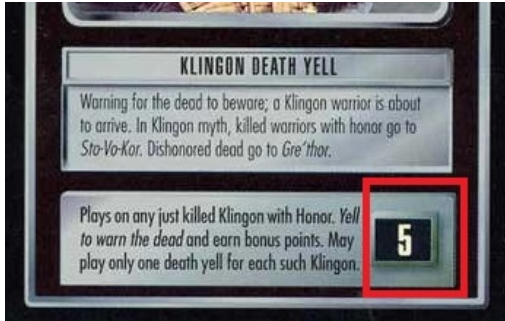 KLINGON DEATH YELL
Warning for the dead to beware; a Klingon warrior is about
to arrive. In Klingon myth, killed warriors with honor go to
Sto-Vo-Kor. Dishonored dead go to Gre'thor.
Plays on any just killed Klingon with Honor. Yell
to warn the dead and earn bonus points. May
play only one death yell for each such Klingon.
5